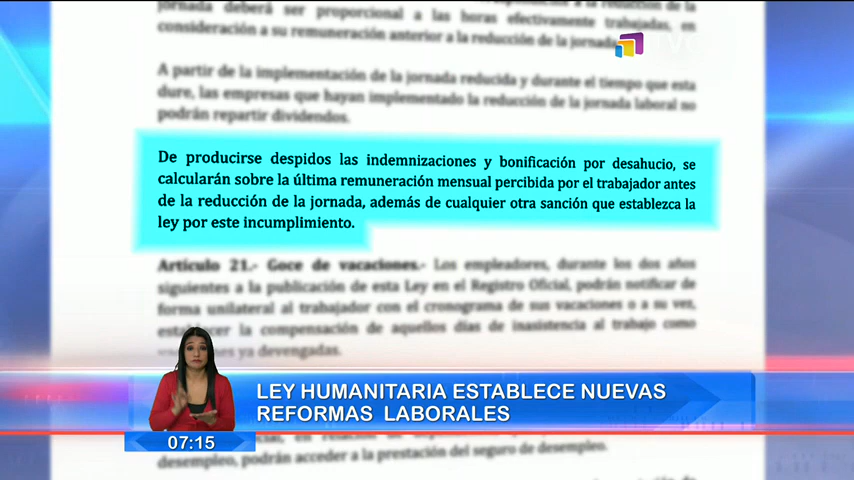 jornada deberá ser proporcional a las horas efectivamente trabajadas, en
consideración a su remuneración anterior a la reducción de la jornada
A partir de la implementación de la jornada reducida y durante el tiempo que esta
dure, las empresas que hayan implementado la reducción de la jornada laboral no
podrán repartir dividendos.
De producirse despidos las indemnizaciones y bonificación por desahucio, se
calcularán sobre la última remuneración mensual percibida por el trabajador antes
de la reducción de la jornada, además de cualquier otra sanción que establezca la
ley por este incumplimiento.
Artículo 21.- Goce de vacaciones.- Los empleadores, durante los dos años
siguientes a la publicación de esta Ley en el Registro Oficial, podrán notificar de
forma unilateral al trabajador con el cronograma de sus vacaciones o a su vez,
establecer la compensación de aquellos días de inasistencia al trabajo como
ya devengadas.
LEY HUMANITARIA ESTABLECE NUEVAS
REFORMAS LABORALES
07:15
desempleo, podrán acceder a la prestación del seguro de desempleo.